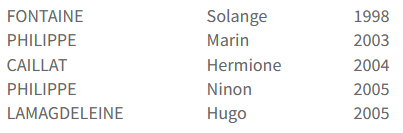 FONTAINE Solange 1998
PHILIPPE Marin 2003
CAILLAT Hermione 2004
PHILIPPE Ninon 2005
LAMAGDELEINE Hugo 2005